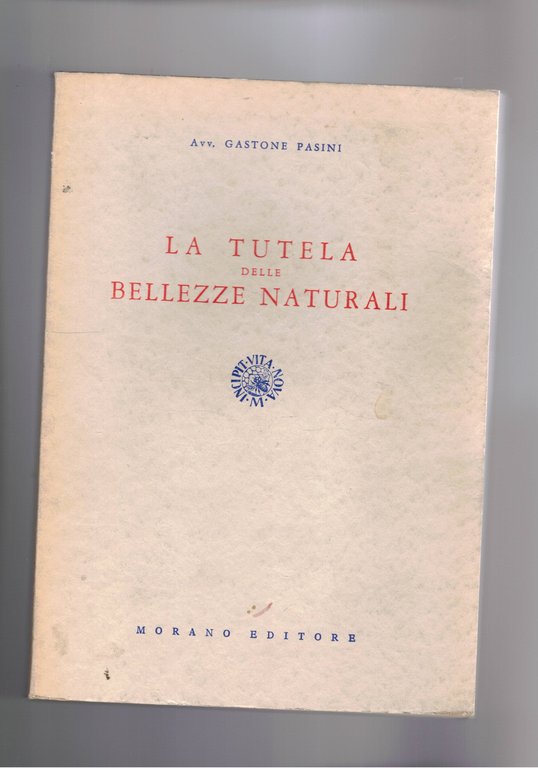 Avv. GASTONE PASINI
LA TUTELA
DELLE
BELLEZZE NATURALI
INCIPIT·VITA·NOVA·M·
MORANO EDITORE